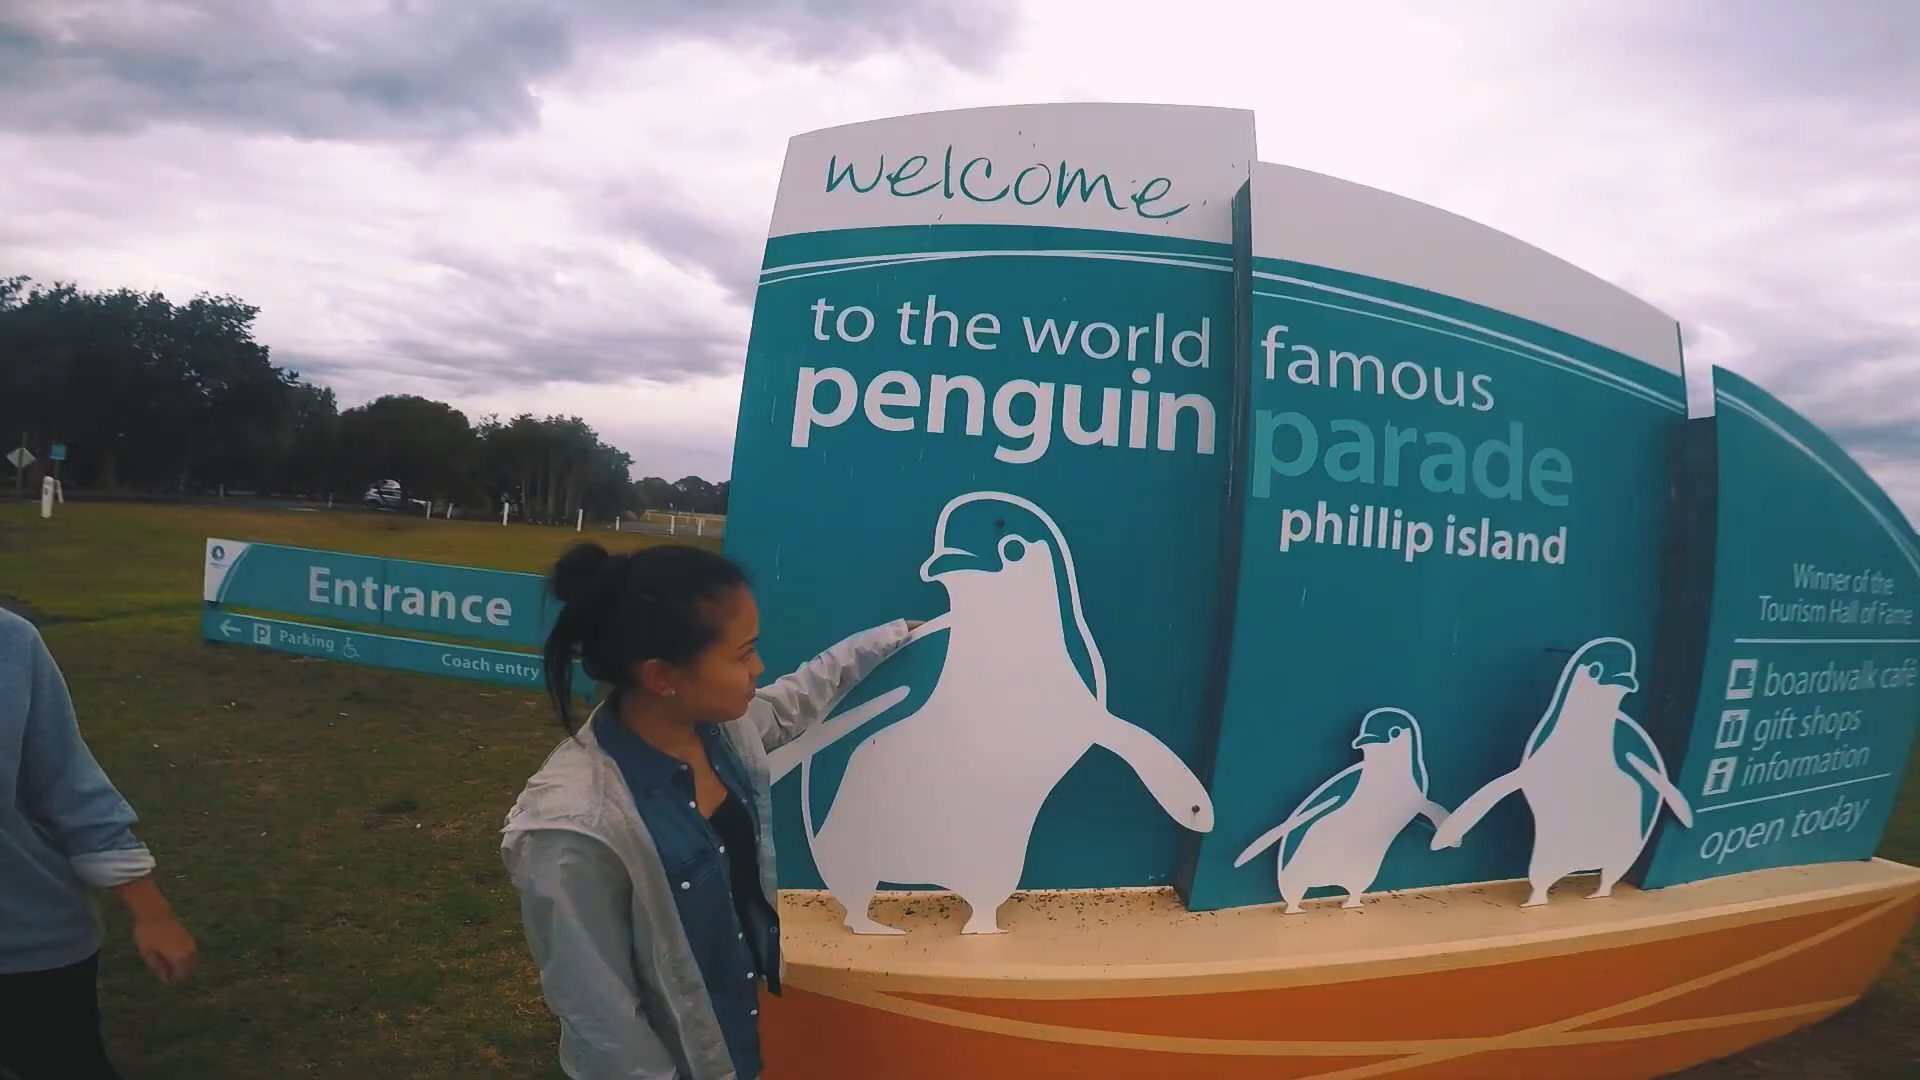 welcome
to the world famous
penguin parade
phillip island
Winner of the
Tourism Hall of Fame
boardwalk café
gift shops
information
open today
Entrance
P Parking
Coach entry